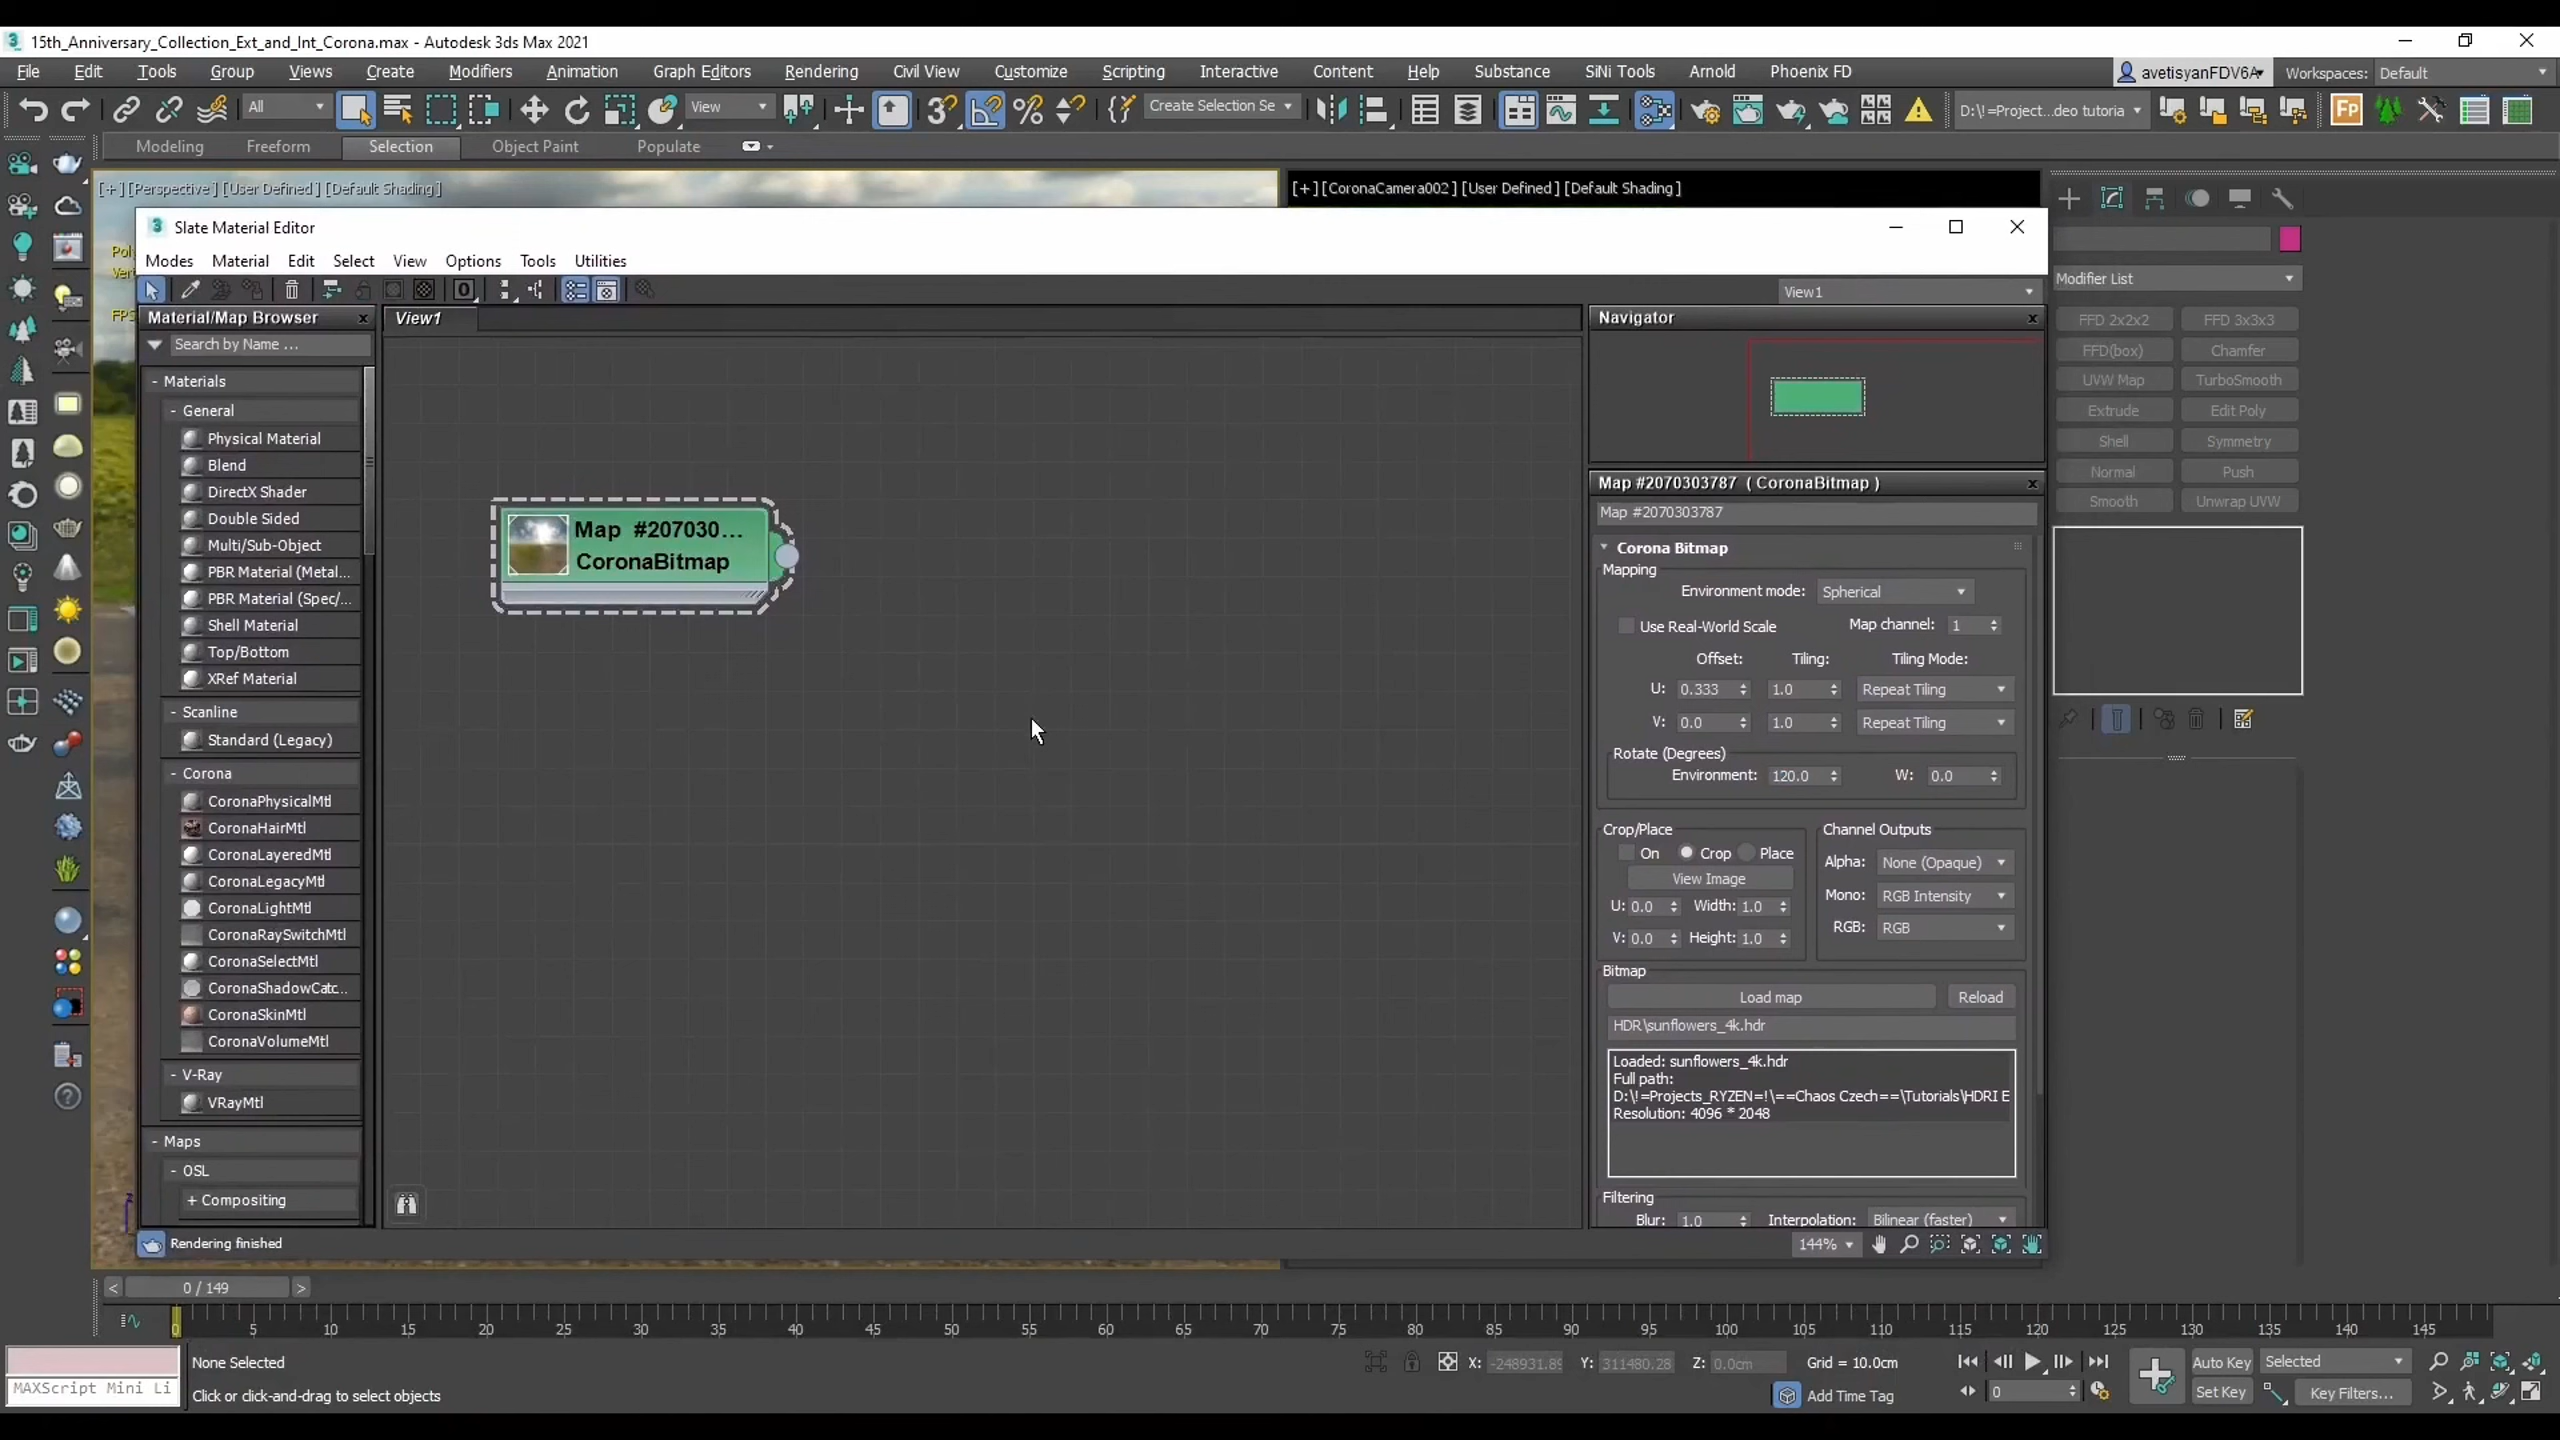 15th_Anniversary_Collection_Ext_and_Int_Corona.max - Autodesk 3ds Max 2021
File Edit Tools Group Views Create Modifiers Animation Graph Editors Rendering Civil View Customize Scripting Interactive Content Help Substance SiNi Tools Arnold Phoenix FD avetisyanFDV6A Workspaces: Default
All View Create Selection Se D:\!=Project...deo tutoria Fp
Modeling Freeform Selection Object Paint Populate
[+] [Perspective] [User Defined] [Default Shading]
[+] [CoronaCamera002] [User Defined] [Default Shading]
Slate Material Editor
Modes Material Edit Select View Options Tools Utilities
View1
Material/Map Browser
View1
Navigator
Search by Name ...
- Materials
- General
Physical Material
Blend
DirectX Shader
Double Sided
Multi/Sub-Object
PBR Material (Metal...
PBR Material (Spec/...
Shell Material
Top/Bottom
XRef Material
- Scanline
Standard (Legacy)
- Corona
CoronaPhysicalMtl
CoronaHairMtl
CoronaLayeredMtl
CoronaLegacyMtl
CoronaLightMtl
CoronaRaySwitchMtl
CoronaSelectMtl
CoronaShadowCatc...
CoronaSkinMtl
CoronaVolumeMtl
- V-Ray
VRayMtl
- Maps
- OSL
+ Compositing
Rendering finished
Map #207030...
CoronaBitmap
Map #2070303787 ( CoronaBitmap )
Map #2070303787
Corona Bitmap
Mapping
Environment mode: Spherical
Use Real-World Scale Map channel: 1
Offset: Tiling: Tiling Mode:
U: 0.333 1.0 Repeat Tiling
V: 0.0 1.0 Repeat Tiling
Rotate (Degrees)
Environment: 120.0 W: 0.0
Crop/Place
On Crop Place
View Image
U: 0.0 Width: 1.0
V: 0.0 Height: 1.0
Channel Outputs
Alpha: None (Opaque)
Mono: RGB Intensity
RGB: RGB
Bitmap
Load map Reload
HDR\sunflowers_4k.hdr
Loaded: sunflowers_4k.hdr
Full path:
D:\!=Projects_RYZEN=!\==Chaos Czech==\Tutorials\HDRI E
Resolution: 4096 * 2048
Filtering
Blur: 1.0 Interpolation: Bilinear (faster)
144%
Modifier List
FFD 2x2x2 FFD 3x3x3
FFD(box) Chamfer
UVW Map TurboSmooth
Extrude Edit Poly
Shell Symmetry
Normal Push
Smooth Unwrap UVW
< 0 / 149 >
0 5 10 15 20 25 30 35 40 45 50 55 60 65 70 75 80 85 90 95 100 105 110 115 120 125 130 135 140 145
None Selected
X: -248931.89 Y: 311480.28 Z: 0.0cm Grid = 10.0cm
Auto Key Selected
MAXScript Mini Li
Click or click-and-drag to select objects
Add Time Tag
0
Set Key Key Filters...